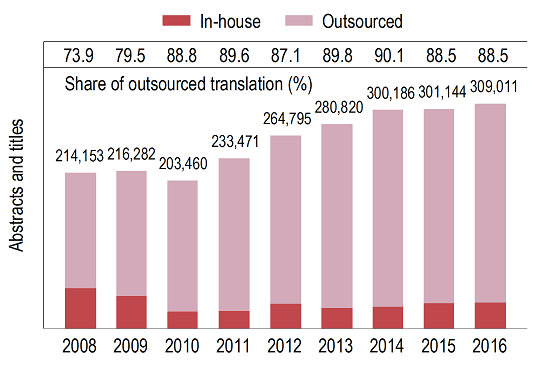 In-house Outsourced
73.9 79.5 88.8 89.6 87.1 89.8 90.1 88.5 88.5
Share of outsourced translation (%)
214,153 216,282 203,460 233,471 264,795 280,820 300,186 301,144 309,011
Abstracts and titles
2008 2009 2010 2011 2012 2013 2014 2015 2016